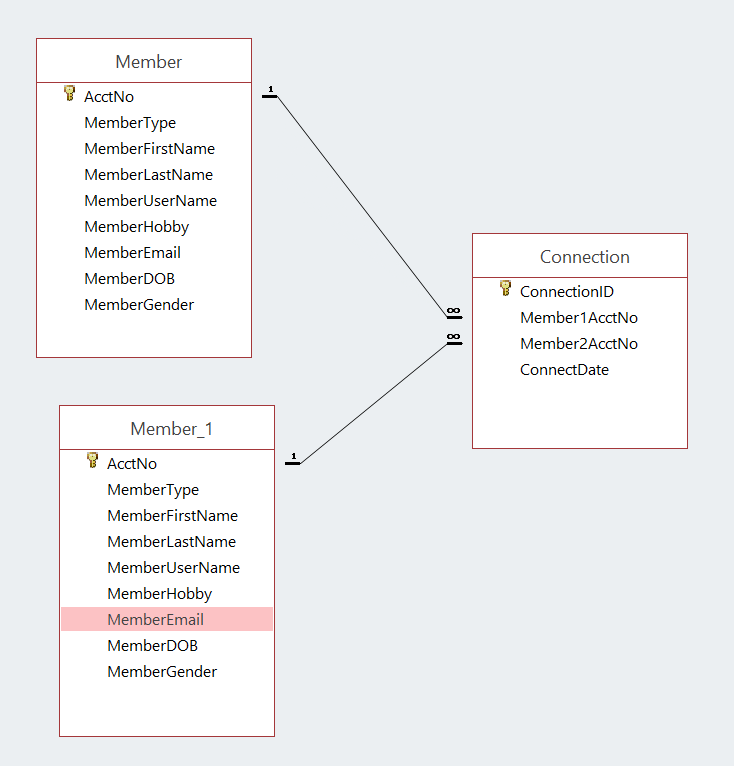 Member
AcctNo
MemberType
MemberFirstName
MemberLastName
MemberUserName
MemberHobby
MemberEmail
MemberDOB
MemberGender
1
∞
∞
1
Connection
ConnectionID
Member1AcctNo
Member2AcctNo
ConnectDate
Member_1
AcctNo
MemberType
MemberFirstName
MemberLastName
MemberUserName
MemberHobby
MemberEmail
MemberDOB
MemberGender